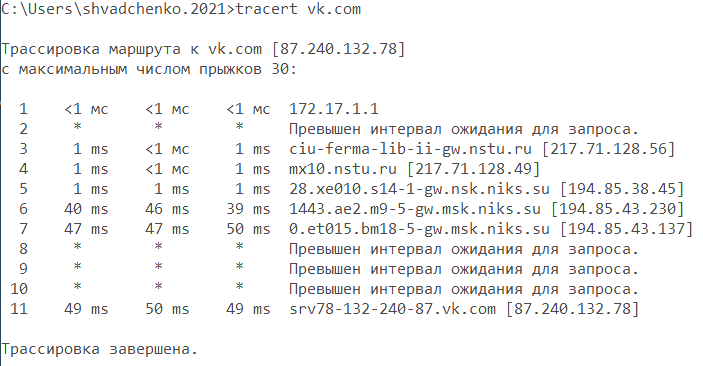 C:\Users\shvadchenko.2021>tracert vk.com
Трассировка маршрута к vk.com [87.240.132.78]
с максимальным числом прыжков 30:
1 <1 мс <1 мс <1 мс 172.17.1.1
2 * * * Превышен интервал ожидания для запроса.
3 1 ms <1 мс 1 ms ciu-ferma-lib-ii-gw.nstu.ru [217.71.128.56]
4 1 ms <1 мс 1 ms mx10.nstu.ru [217.71.128.49]
5 1 ms 1 ms 1 ms 28.xe010.s14-1-gw.nsk.niks.su [194.85.38.45]
6 40 ms 46 ms 39 ms 1443.ae2.m9-5-gw.msk.niks.su [194.85.43.230]
7 47 ms 47 ms 50 ms 0.et015.bm18-5-gw.msk.niks.su [194.85.43.137]
8 * * * Превышен интервал ожидания для запроса.
9 * * * Превышен интервал ожидания для запроса.
10 * * * Превышен интервал ожидания для запроса.
11 49 ms 50 ms 49 ms srv78-132-240-87.vk.com [87.240.132.78]
Трассировка завершена.